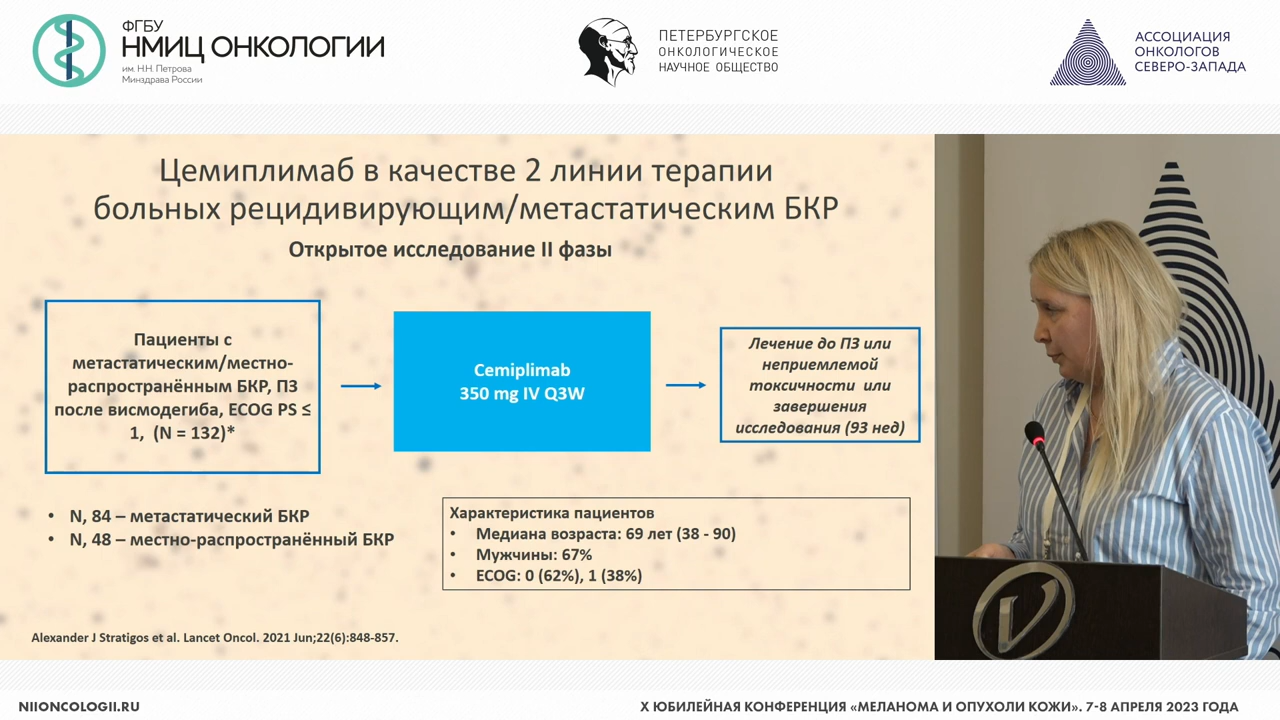 ФГБУ
НМИЦ ОНКОЛОГИИ
им. Н.Н. Петрова
Минздрава России
ПЕТЕРБУРГСКОЕ
ОНКОЛОГИЧЕСКОЕ
НАУЧНОЕ ОБЩЕСТВО
АССОЦИАЦИЯ
ОНКОЛОГОВ
СЕВЕРО-ЗАПАДА
Цемиплимаб в качестве 2 линии терапии
больных рецидивирующим/метастатическим БКР
Открытое исследование II фазы
Пациенты с
метастатическим/местно-
распространённым БКР, ПЗ
после висмодегиба, ECOG PS ≤
1, (N = 132)*
Cemiplimab
350 mg IV Q3W
Лечение до ПЗ или
неприемлемой
токсичности или
завершения
исследования (93 нед)
• N, 84 – метастатический БКР
• N, 48 – местно-распространённый БКР
Характеристика пациентов
• Медиана возраста: 69 лет (38 - 90)
• Мужчины: 67%
• ECOG: 0 (62%), 1 (38%)
Alexander J Stratigos et al. Lancet Oncol. 2021 Jun;22(6):848-857.
NIIONCOLOGII.RU
X ЮБИЛЕЙНАЯ КОНФЕРЕНЦИЯ «МЕЛАНОМА И ОПУХОЛИ КОЖИ». 7-8 АПРЕЛЯ 2023 ГОДА